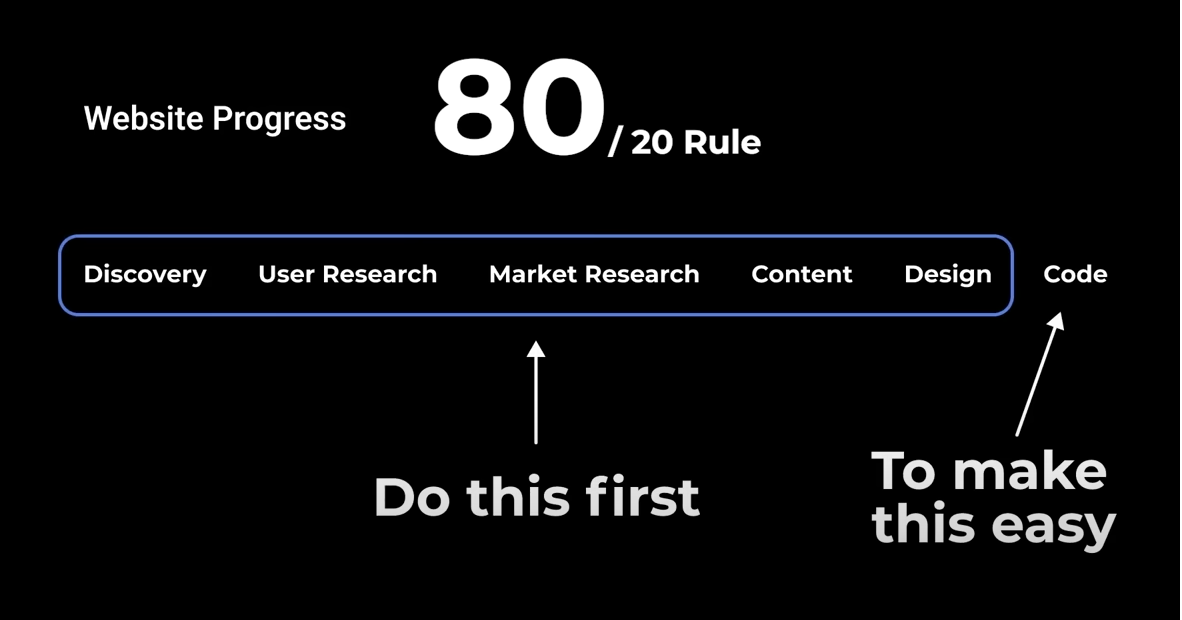 Website Progress
80/ 20 Rule
Discovery User Research Market Research Content Design Code
Do this first
To make
this easy